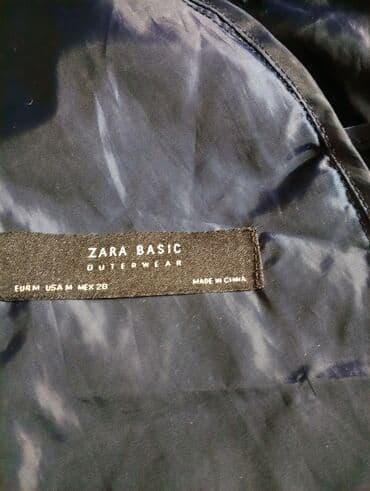 ZARA BASIC
OUTERWEAR
EUR M USA M MEX 28 MADE IN CHINA